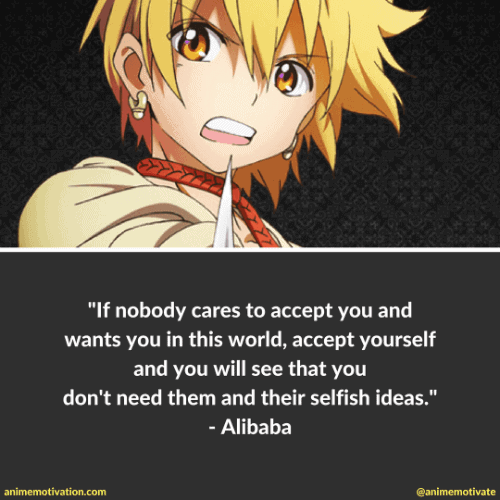 "If nobody cares to accept you and
wants you in this world, accept yourself
and you will see that you
don't need them and their selfish ideas."
- Alibaba
animemotivation.com
@animemotivate